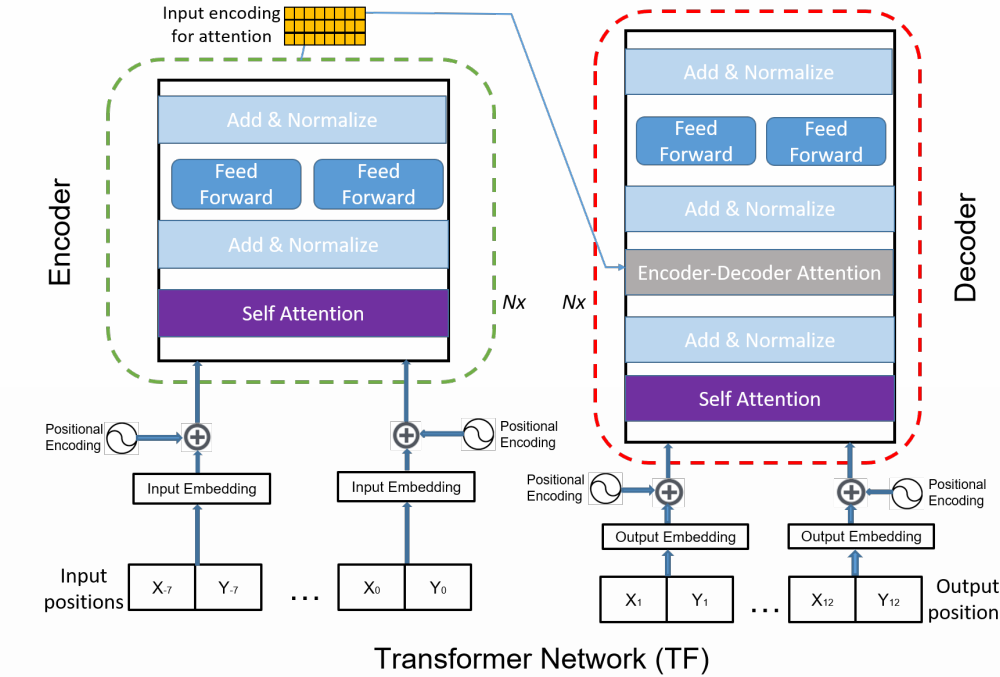 Input encoding
for attention
Encoder
Add & Normalize
Feed
Forward
Feed
Forward
Add & Normalize
Self Attention
Nx
Positional
Encoding
Positional
Encoding
Input Embedding
Input Embedding
Input
positions
X-7
Y-7
...
X0
Y0
Decoder
Add & Normalize
Feed
Forward
Feed
Forward
Add & Normalize
Encoder-Decoder Attention
Nx
Add & Normalize
Self Attention
Positional
Encoding
Positional
Encoding
Output Embedding
Output Embedding
X1
Y1
...
X12
Y12
Output
position
Transformer Network (TF)